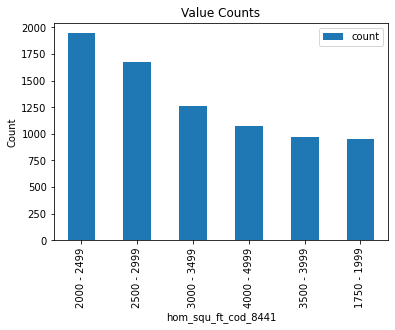 Value Counts
count
2000
1750
1500
1250
1000
750
500
250
0
Count
2000 - 2499
2500 - 2999
3000 - 3499
4000 - 4999
3500 - 3999
1750 - 1999
hom_squ_ft_cod_8441